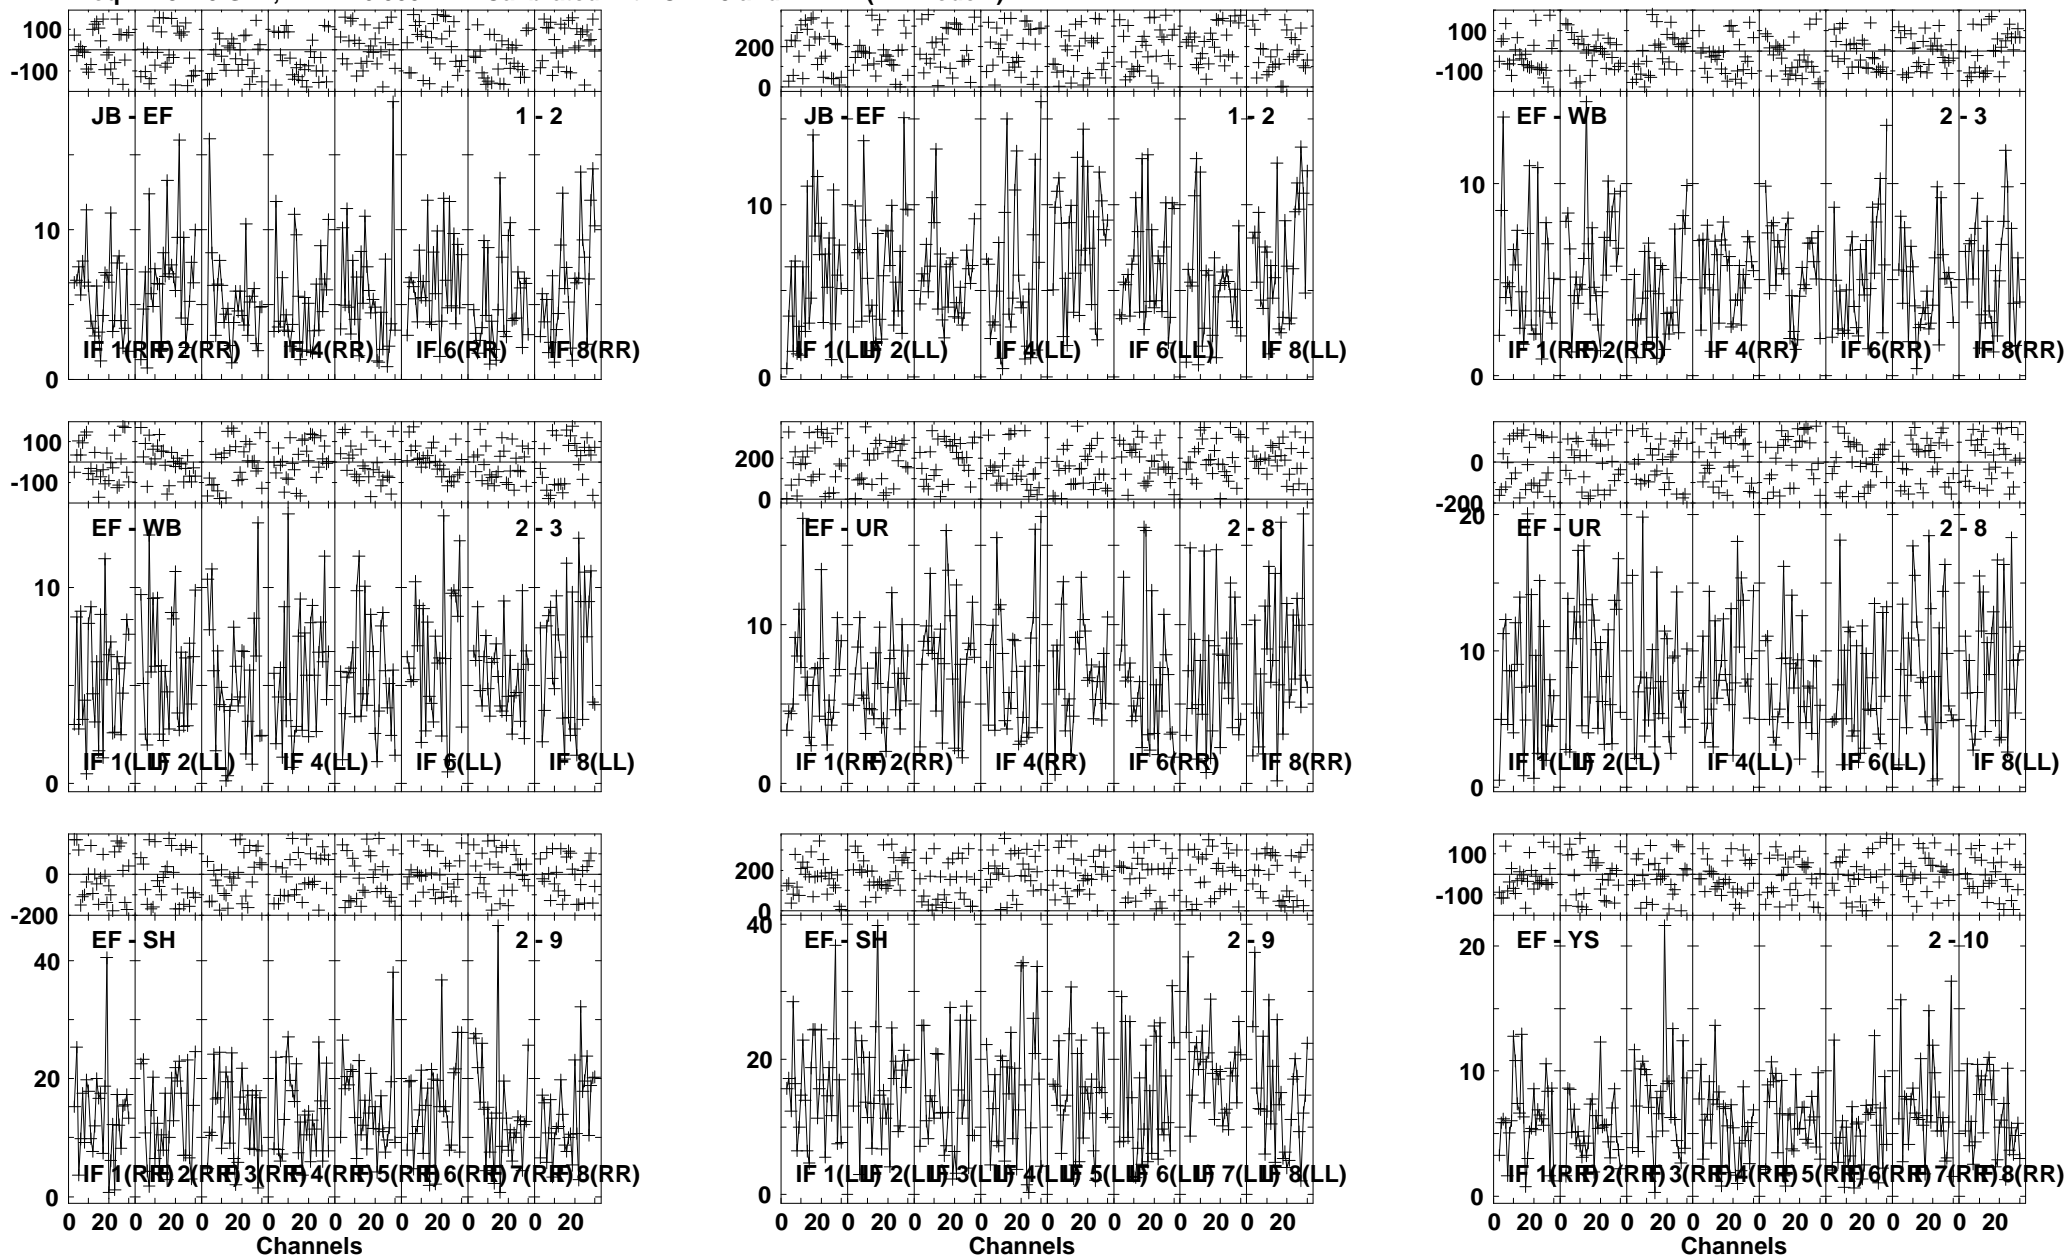 100
-100
JB - EF 1 - 2
10
0
IF 1(RR) IF 2(RR) IF 4(RR) IF 6(RR) IF 8(RR)
200
0
JB - EF 1 - 2
10
0
IF 1(LL) IF 2(LL) IF 4(LL) IF 6(LL) IF 8(LL)
100
-100
EF - WB 2 - 3
10
0
IF 1(RR) IF 2(RR) IF 4(RR) IF 6(RR) IF 8(RR)
100
-100
EF - WB 2 - 3
10
0
IF 1(LL) IF 2(LL) IF 4(LL) IF 6(LL) IF 8(LL)
200
0
EF - UR 2 - 8
10
0
IF 1(RR) IF 2(RR) IF 4(RR) IF 6(RR) IF 8(RR)
0
-200
20
EF - UR 2 - 8
10
0
IF 1(LL) IF 2(LL) IF 4(LL) IF 6(LL) IF 8(LL)
0
-200
EF - SH 2 - 9
40
20
0
IF 1(RR) IF 2(RR) IF 3(RR) IF 4(RR) IF 5(RR) IF 6(RR) IF 7(RR) IF 8(RR)
0 20 0 20 0 20 0 20 0 20 0 20 0 20 0 20
Channels
200
0
40
EF - SH 2 - 9
20
0
IF 1(LL) IF 2(LL) IF 3(LL) IF 4(LL) IF 5(LL) IF 6(LL) IF 7(LL) IF 8(LL)
0 20 0 20 0 20 0 20 0 20 0 20 0 20 0 20
Channels
100
-100
EF - YS 2 - 10
20
10
0
IF 1(RR) IF 2(RR) IF 3(RR) IF 4(RR) IF 5(RR) IF 6(RR) IF 7(RR) IF 8(RR)
0 20 0 20 0 20 0 20 0 20 0 20 0 20 0 20
Channels